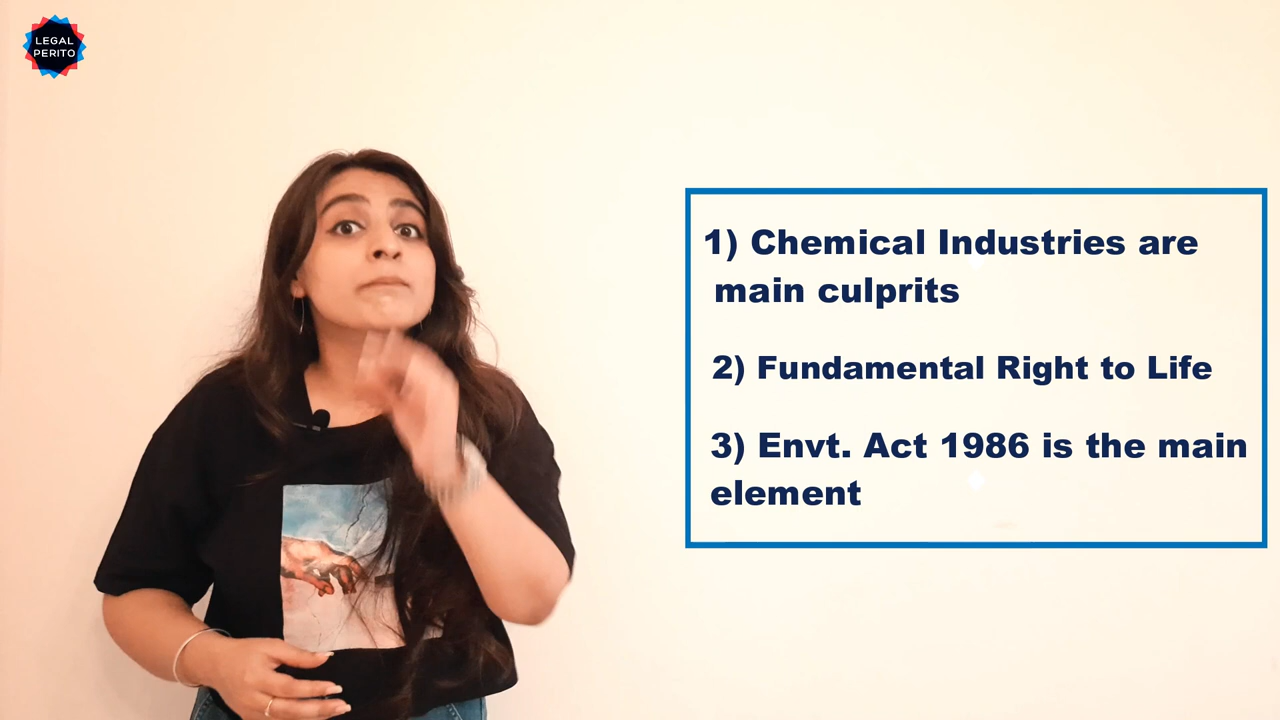 LEGAL
PERITO
1) Chemical Industries are
main culprits
2) Fundamental Right to Life
3) Envt. Act 1986 is the main
element